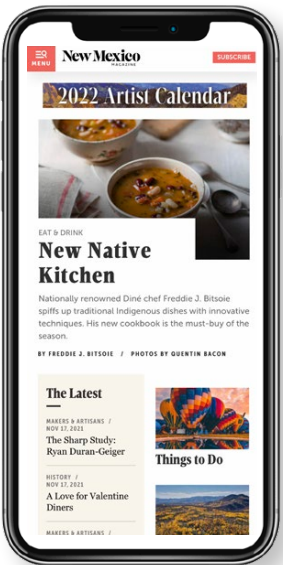 MENU
New Mexico
MAGAZINE
SUBSCRIBE
2022 Artist Calendar
EAT & DRINK
New Native
Kitchen
Nationally renowned Diné chef Freddie J. Bitsoie
spiffs up traditional Indigenous dishes with innovative
techniques. His new cookbook is the must-buy of the
season.
BY FREDDIE J. BITSOIE / PHOTOS BY QUENTIN BACON
The Latest
MAKERS & ARTISANS /
NOV 17, 2021
The Sharp Study:
Ryan Duran-Geiger
HISTORY /
NOV 17, 2021
A Love for Valentine
Diners
MAKERS & ARTISANS /
Things to Do